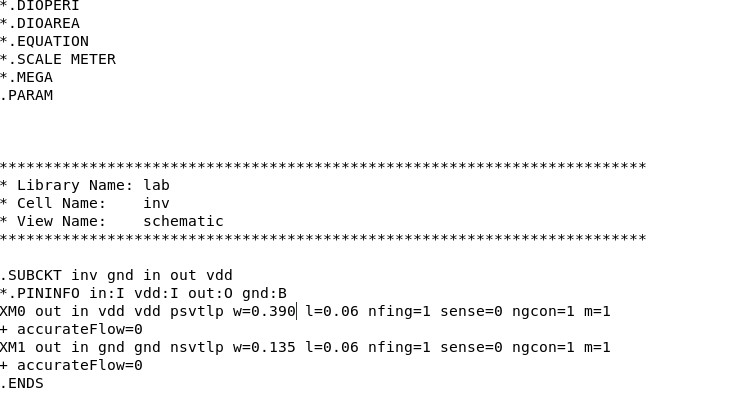 *.DIOPERI
*.DIOAREA
*.EQUATION
*.SCALE METER
*.MEGA
.PARAM
************************************************************************
* Library Name: lab
* Cell Name:    inv
* View Name:    schematic
************************************************************************
.SUBCKT inv gnd in out vdd
*.PININFO in:I vdd:I out:O gnd:B
XM0 out in vdd vdd psvtlp w=0.390 l=0.06 nfing=1 sense=0 ngcon=1 m=1
+ accurateFlow=0
XM1 out in gnd gnd nsvtlp w=0.135 l=0.06 nfing=1 sense=0 ngcon=1 m=1
+ accurateFlow=0
.ENDS